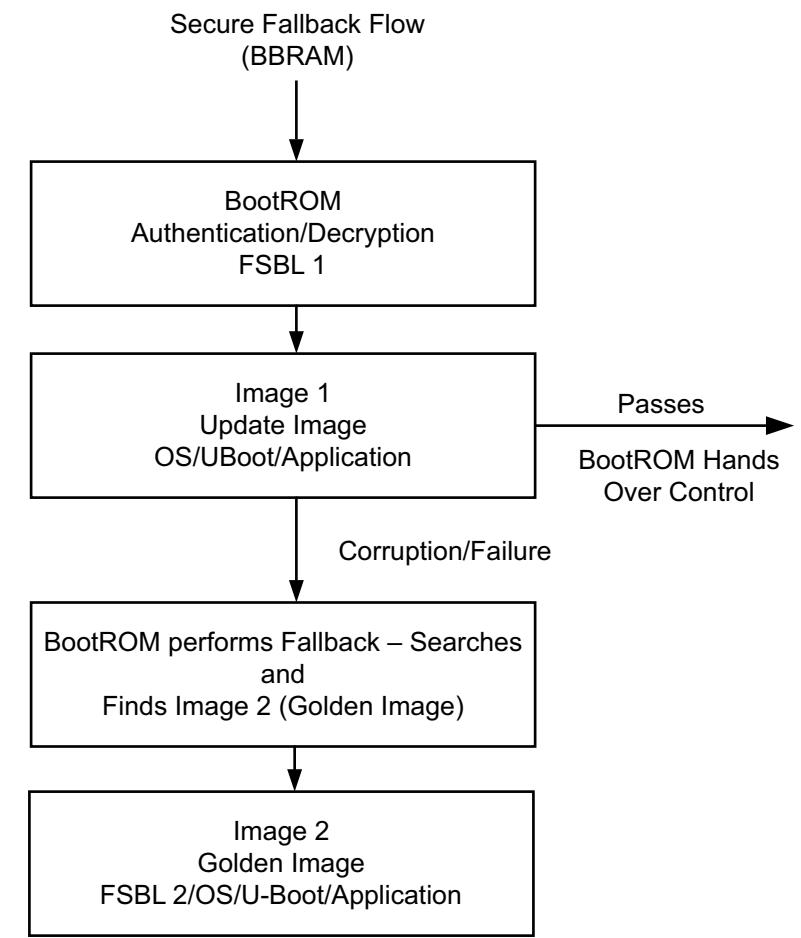 Secure Fallback Flow
(BBRAM)
BootROM
Authentication/Decryption
FSBL 1
Image 1
Update Image
OS/UBoot/Application
Passes
BootROM Hands
Over Control
Corruption/Failure
BootROM performs Fallback – Searches
and
Finds Image 2 (Golden Image)
Image 2
Golden Image
FSBL 2/OS/U-Boot/Application